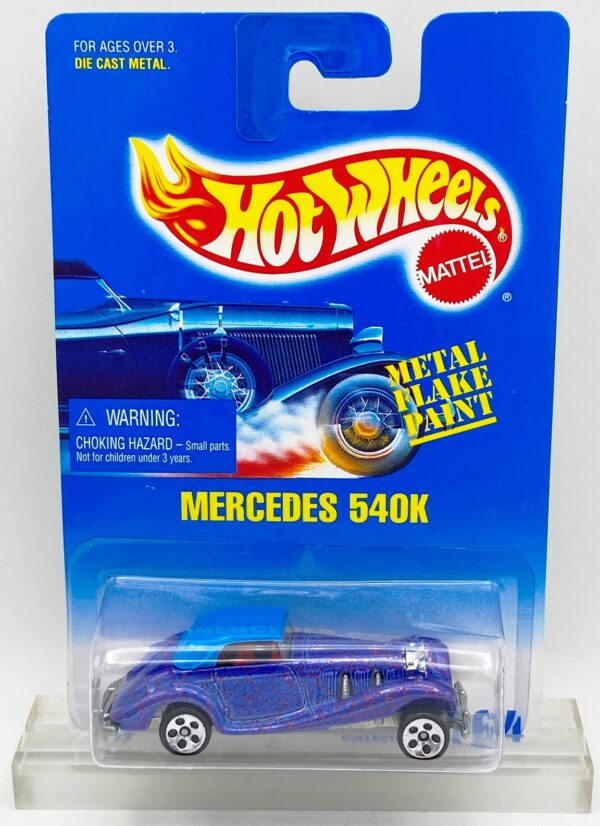 FOR AGES OVER 3.
DIE CAST METAL.
HOT WHEELS
®
MATTEL
®
METAL
FLAKE
PAINT
⚠ WARNING:
CHOKING HAZARD – Small parts.
Not for children under 3 years.
MERCEDES 540K
64